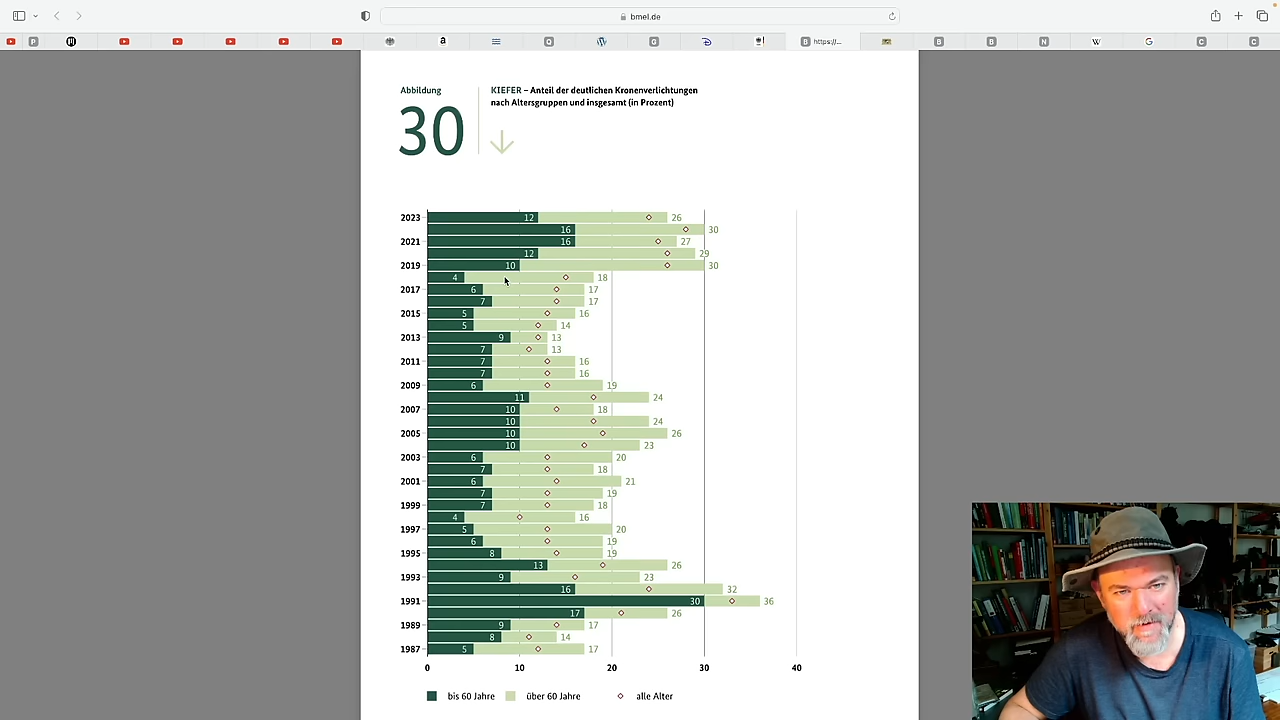 bmel.de
https://...
Abbildung
30
KIEFER – Anteil der deutlichen Kronenverlichtungen
nach Altersgruppen und insgesamt (in Prozent)
2023 12 26
16 30
2021 16 27
12 29
2019 10 30
4 18
2017 6 17
7 17
2015 5 16
5 14
2013 9 13
7 13
2011 7 16
7 16
2009 6 19
11 24
2007 10 18
10 24
2005 10 26
10 23
2003 6 20
7 18
2001 6 21
7 19
1999 7 18
4 16
1997 5 20
6 19
1995 8 19
13 26
1993 9 23
16 32
1991 30 36
17 26
1989 9 17
8 14
1987 5 17
0 10 20 30 40
bis 60 Jahre über 60 Jahre alle Alter